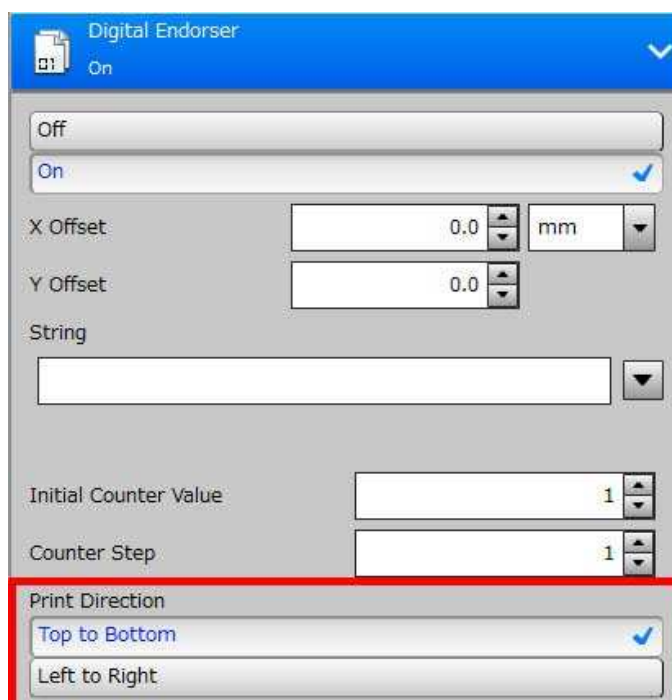 Digital Endorser
01
On
Off
On
X Offset 0.0 mm
Y Offset 0.0
String
Initial Counter Value 1
Counter Step 1
Print Direction
Top to Bottom
Left to Right